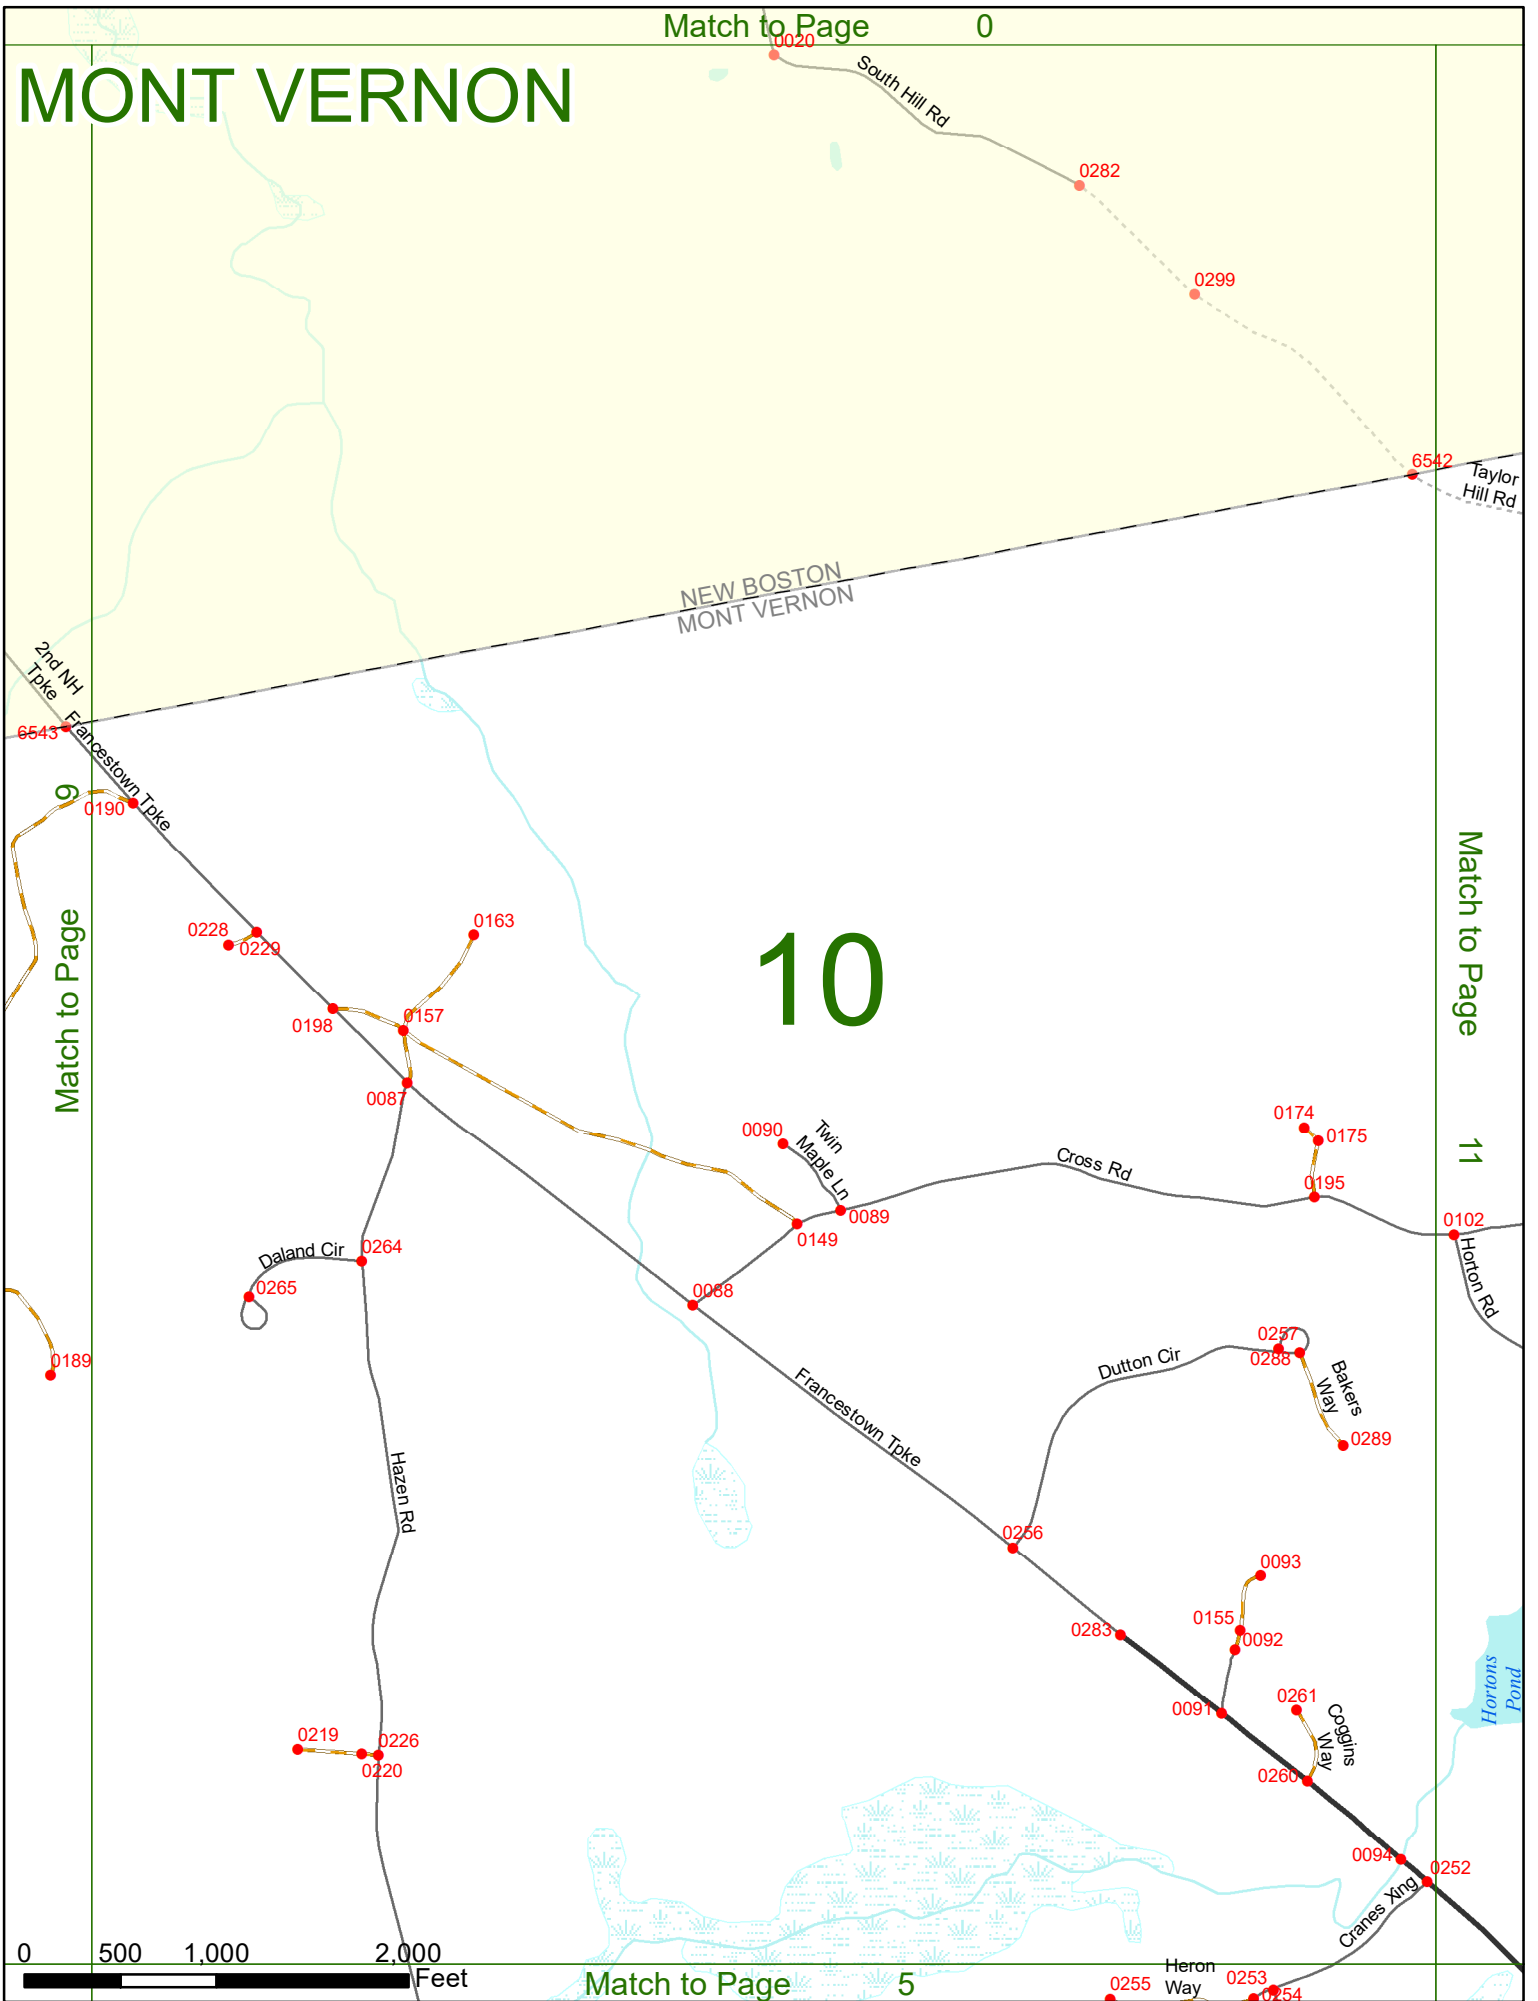 Match to Page 0
0020
MONT VERNON
South Hill Rd
0282
0299
6542
Taylor
Hill Rd
NEW BOSTON
MONT VERNON
2nd NH
Tpke
6543
Francestown Tpke
9
0190
Match to Page
Match to Page
11
0228
0229
0163
10
0198
0157
0087
0090
Twin
Maple Ln
0089
0149
Cross Rd
0174
0175
0195
0102
Horton Rd
Daland Cir
0264
0265
0088
0189
0257
0288
Dutton Cir
Bakers
Way
0289
Francestown Tpke
Hazen Rd
0256
0093
0155
0092
0283
0091
0261
Coggins
Way
0260
Hortons
Pond
0219
0226
0220
0094
0252
Cranes Xing
0 500 1,000 2,000
Feet
Match to Page 5
Heron
Way
0255
0253
0254